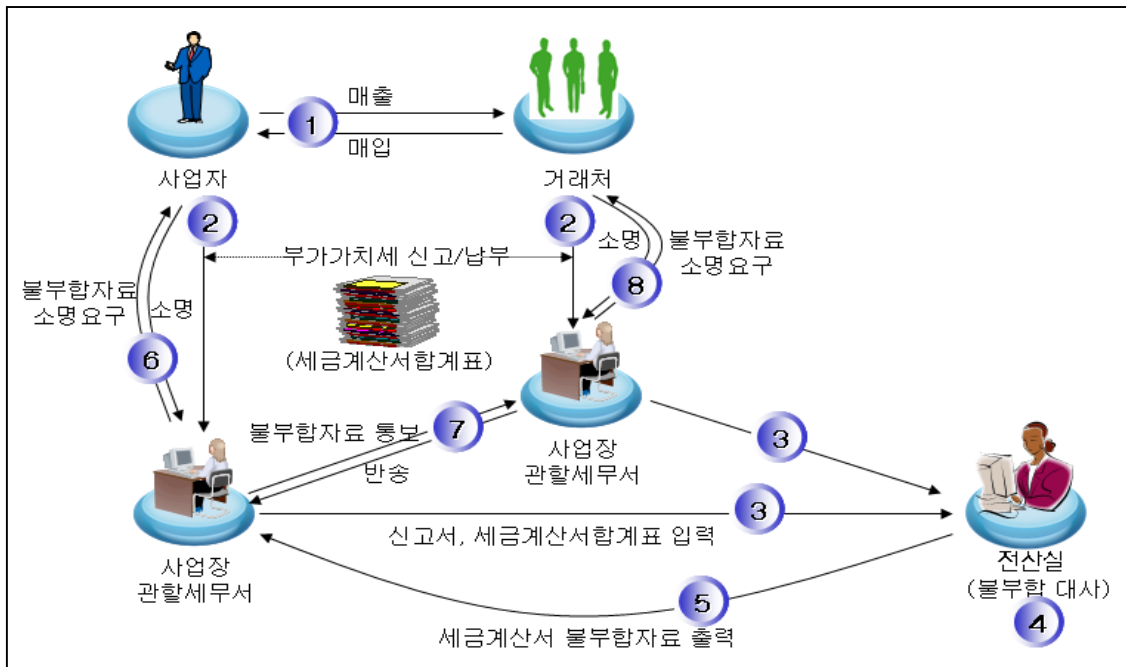 매출
1
매입
사업자
거래처
2
2
소명
불부합자료
소명요구
부가가치세 신고/납부
8
불부합자료
소명요구
소명
6
(세금계산서합계표)
불부합자료 통보
7
반송
사업장
관할세무서
3
3
신고서, 세금계산서합계표 입력
사업장
관할세무서
전산실
(불부합 대사)
4
5
세금계산서 불부합자료 출력